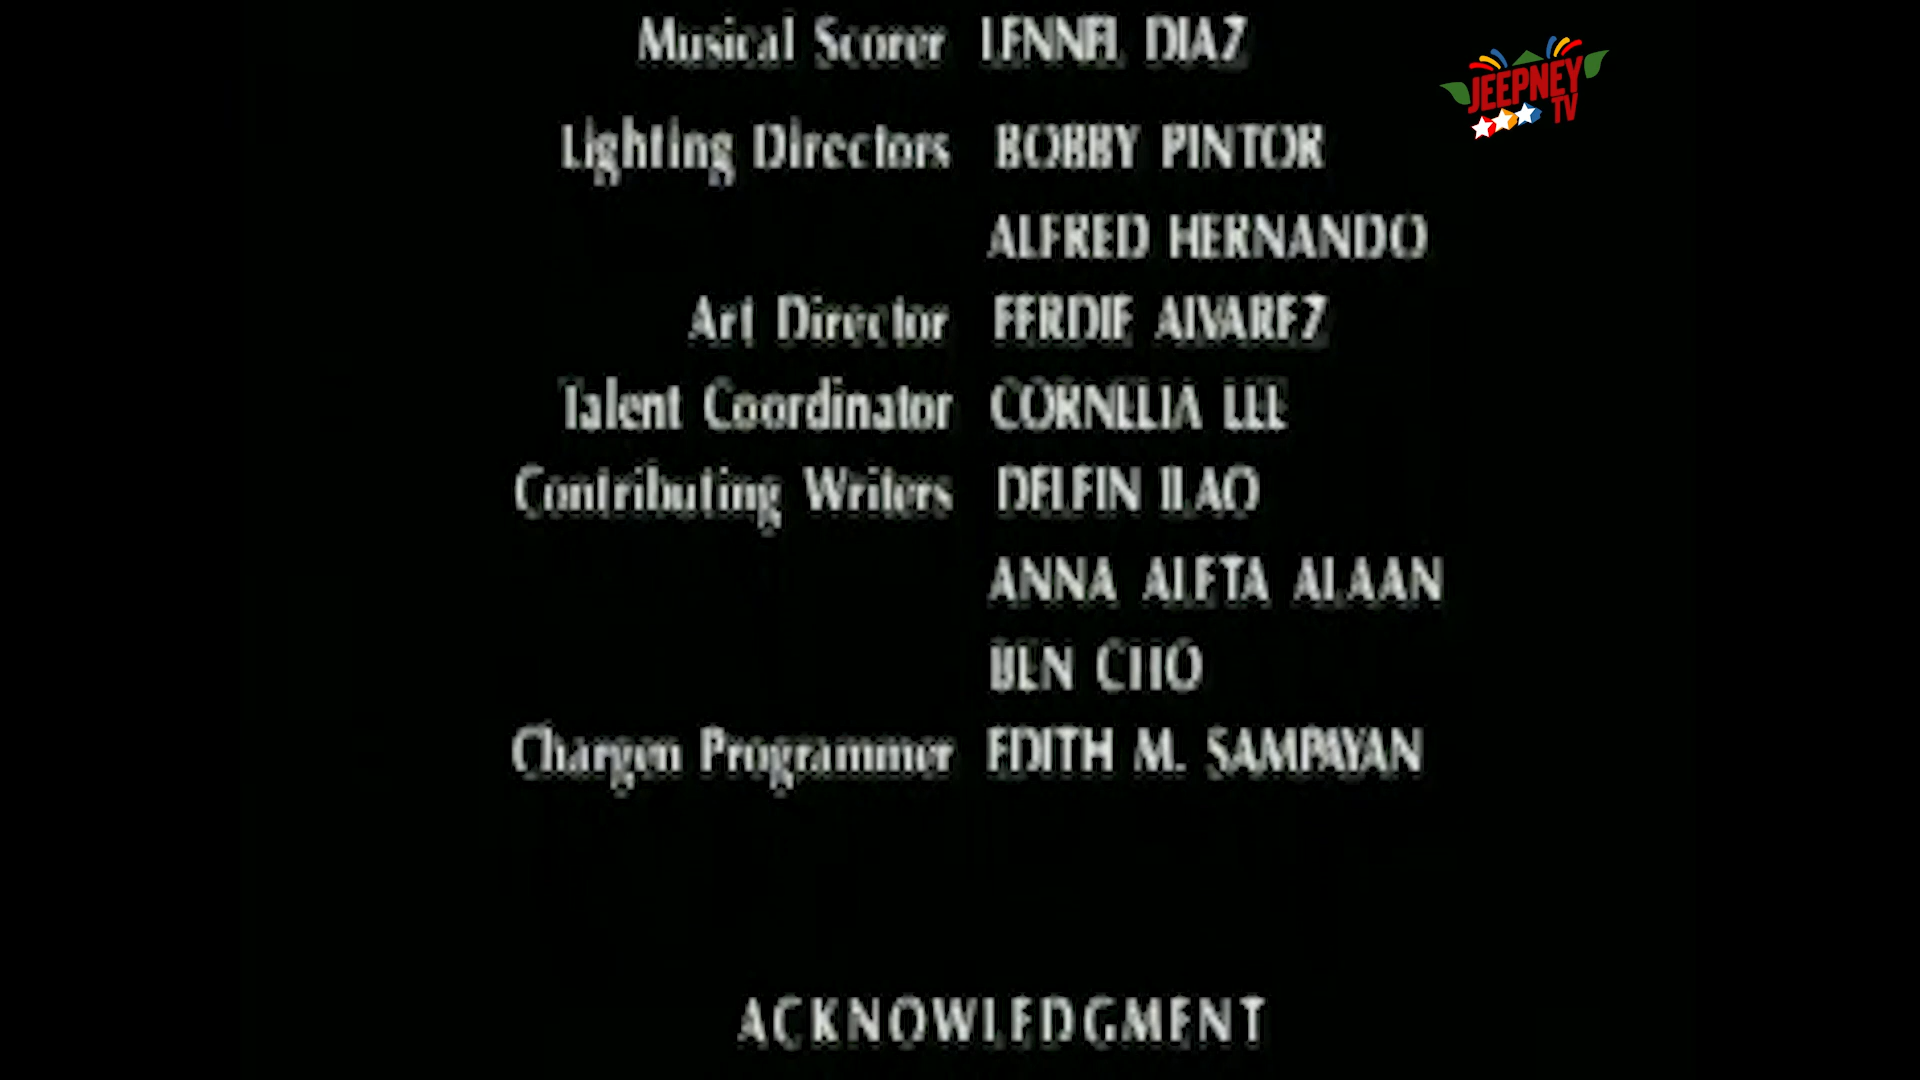 Musical Scorer LENNEL DIAZ
JEEPNEY
TV
Lighting Directors BOBBY PINTOR
ALFRED HERNANDO
Art Director FERDIE ALVAREZ
Talent Coordinator CORNELIA LEE
Contributing Writers DELFIN ILAO
ANNA ALETA ALAAN
BEN CHO
Chargen Programmer EDITH M. SAMPAYAN
ACKNOWLEDGMENT